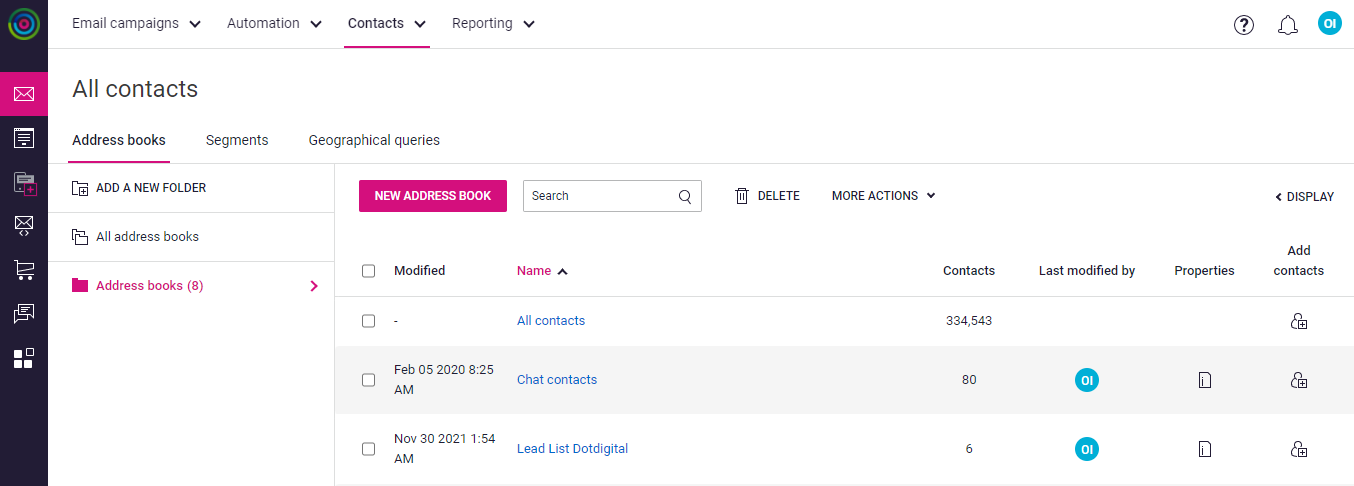 Email campaigns
Automation
Contacts
Reporting
?
OI
All contacts
Address books
Segments
Geographical queries
ADD A NEW FOLDER
All address books
Address books (8)
NEW ADDRESS BOOK
Search
DELETE
MORE ACTIONS
DISPLAY
Modified
Name
Contacts
Last modified by
Properties
Add
contacts
-
All contacts
334,543
Feb 05 2020 8:25
AM
Chat contacts
80
OI
Nov 30 2021 1:54
AM
Lead List Dotdigital
6
OI